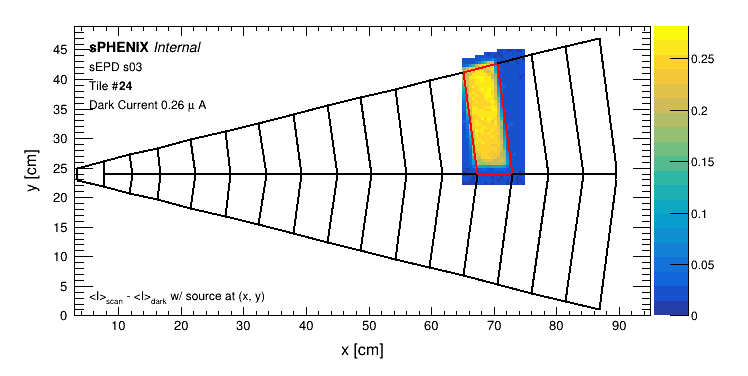 sPHENIX Internal
sEPD s03
Tile #24
Dark Current 0.26 μ A
<I>scan - <I>dark w/ source at (x, y)
y [cm]
45
40
35
30
25
20
15
10
5
0
10 20 30 40 50 60 70 80 90
x [cm]
0.25
0.2
0.15
0.1
0.05
0